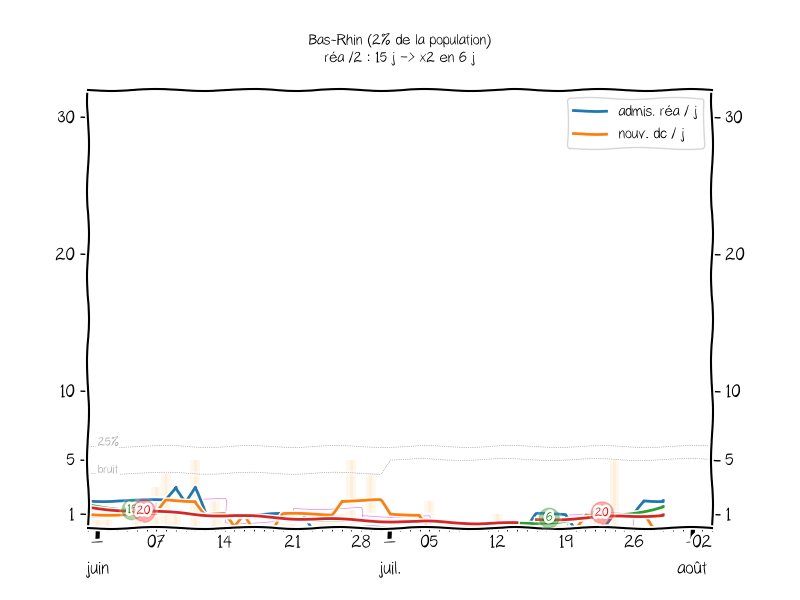 Bas-Rhin (2% de la population)
réa /2 : 15 j -> x2 en 6 j
admis. réa / j
nouv. dc / j
30 30
20 20
10 10
25%
5 5
bruit
1 1
20 6 20
07 14 21 28 05 12 19 26 02
juin juil. août